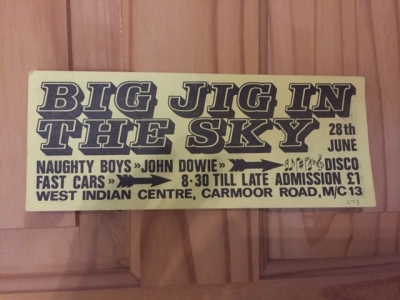 BIG JIG IN
THE SKY 28th JUNE
NAUGHTY BOYS » JOHN DOWIE » DISCO
FAST CARS » 8·30 TILL LATE ADMISSION £1
WEST INDIAN CENTRE, CARMOOR ROAD, M/C 13